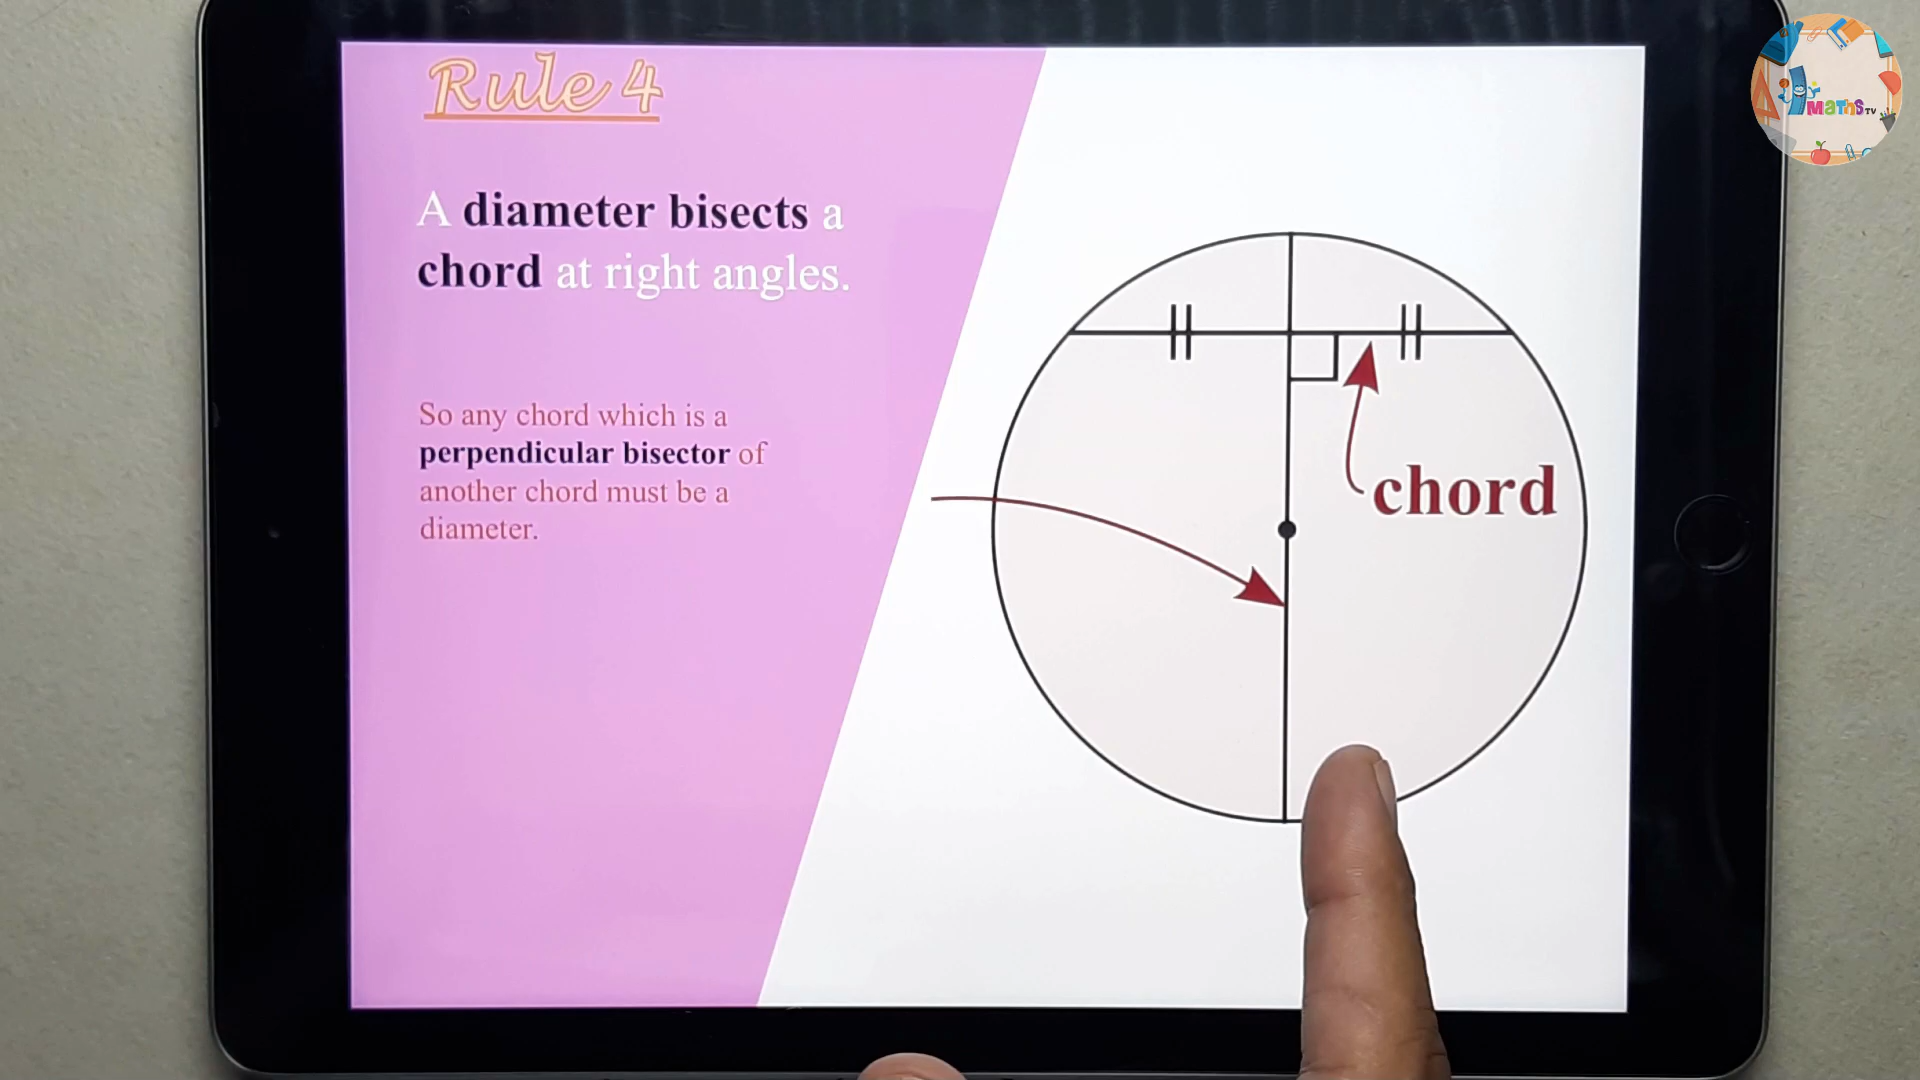 Rule 4
A diameter bisects a
chord at right angles.
So any chord which is a
perpendicular bisector of
another chord must be a
diameter.
chord
MATHS TV